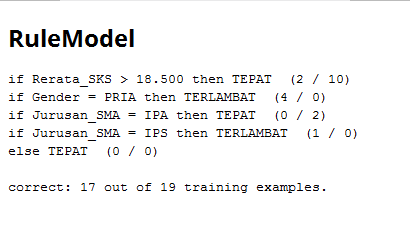 RuleModel
if Rerata_SKS > 18.500 then TEPAT  (2 / 10)
if Gender = PRIA then TERLAMBAT  (4 / 0)
if Jurusan_SMA = IPA then TEPAT  (0 / 2)
if Jurusan_SMA = IPS then TERLAMBAT  (1 / 0)
else TEPAT  (0 / 0)
correct: 17 out of 19 training examples.